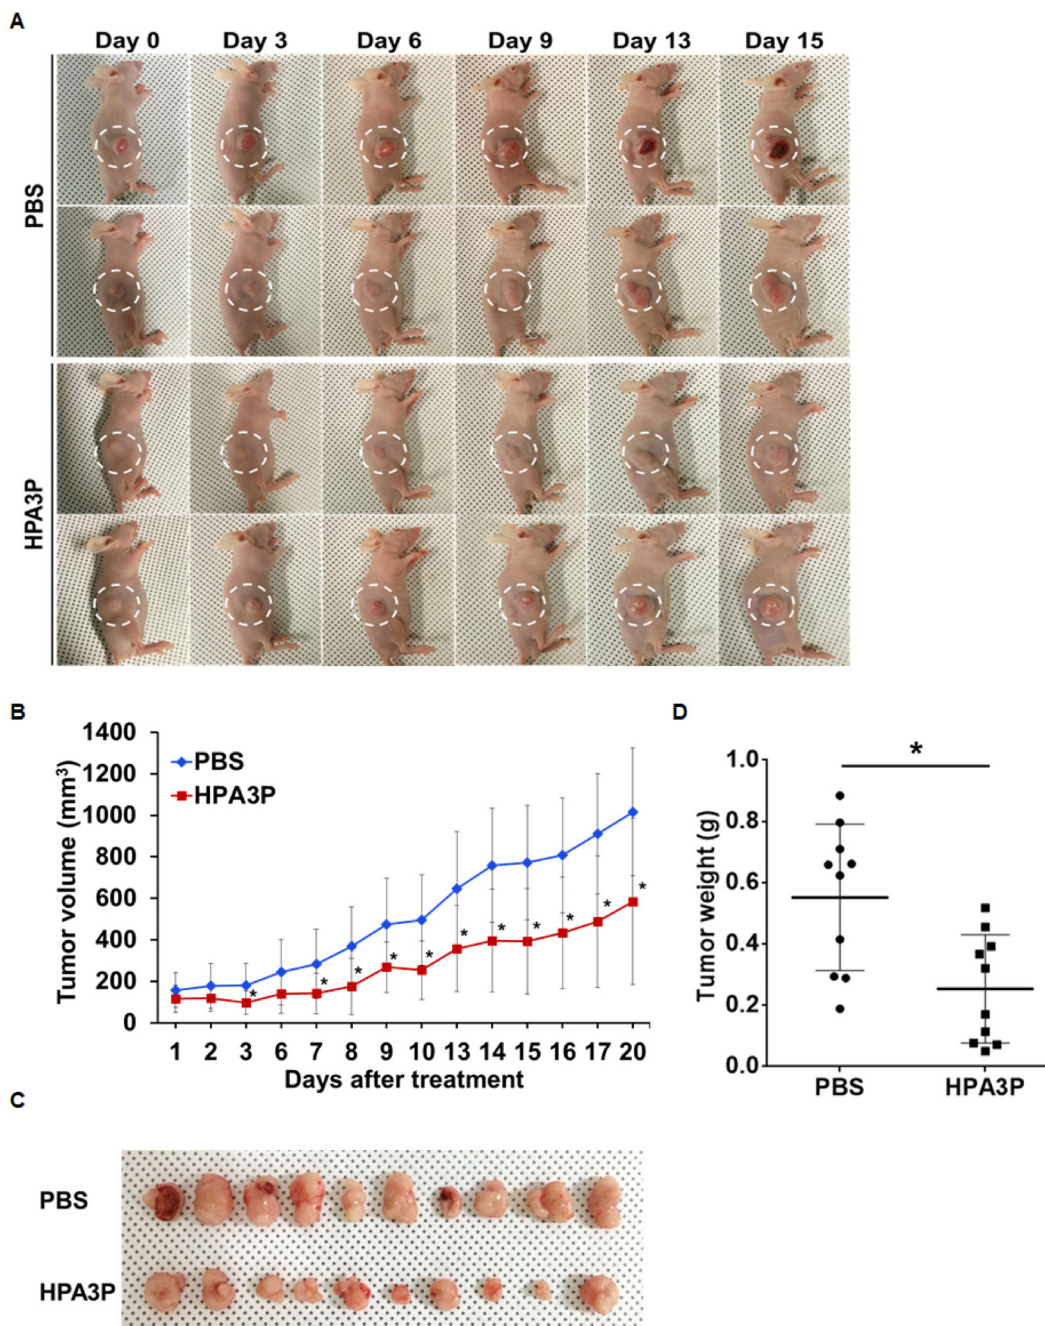 A
Day 0 Day 3 Day 6 Day 9 Day 13 Day 15
PBS
HPA3P
B
Tumor volume (mm³)
1400
1200
1000
800
600
400
200
0
PBS
HPA3P
* * * * * * * * * * *
1 2 3 6 7 8 9 10 13 14 15 16 17 20
Days after treatment
D
Tumor weight (g)
1.0
0.8
0.6
0.4
0.2
0.0
*
PBS HPA3P
C
PBS
HPA3P